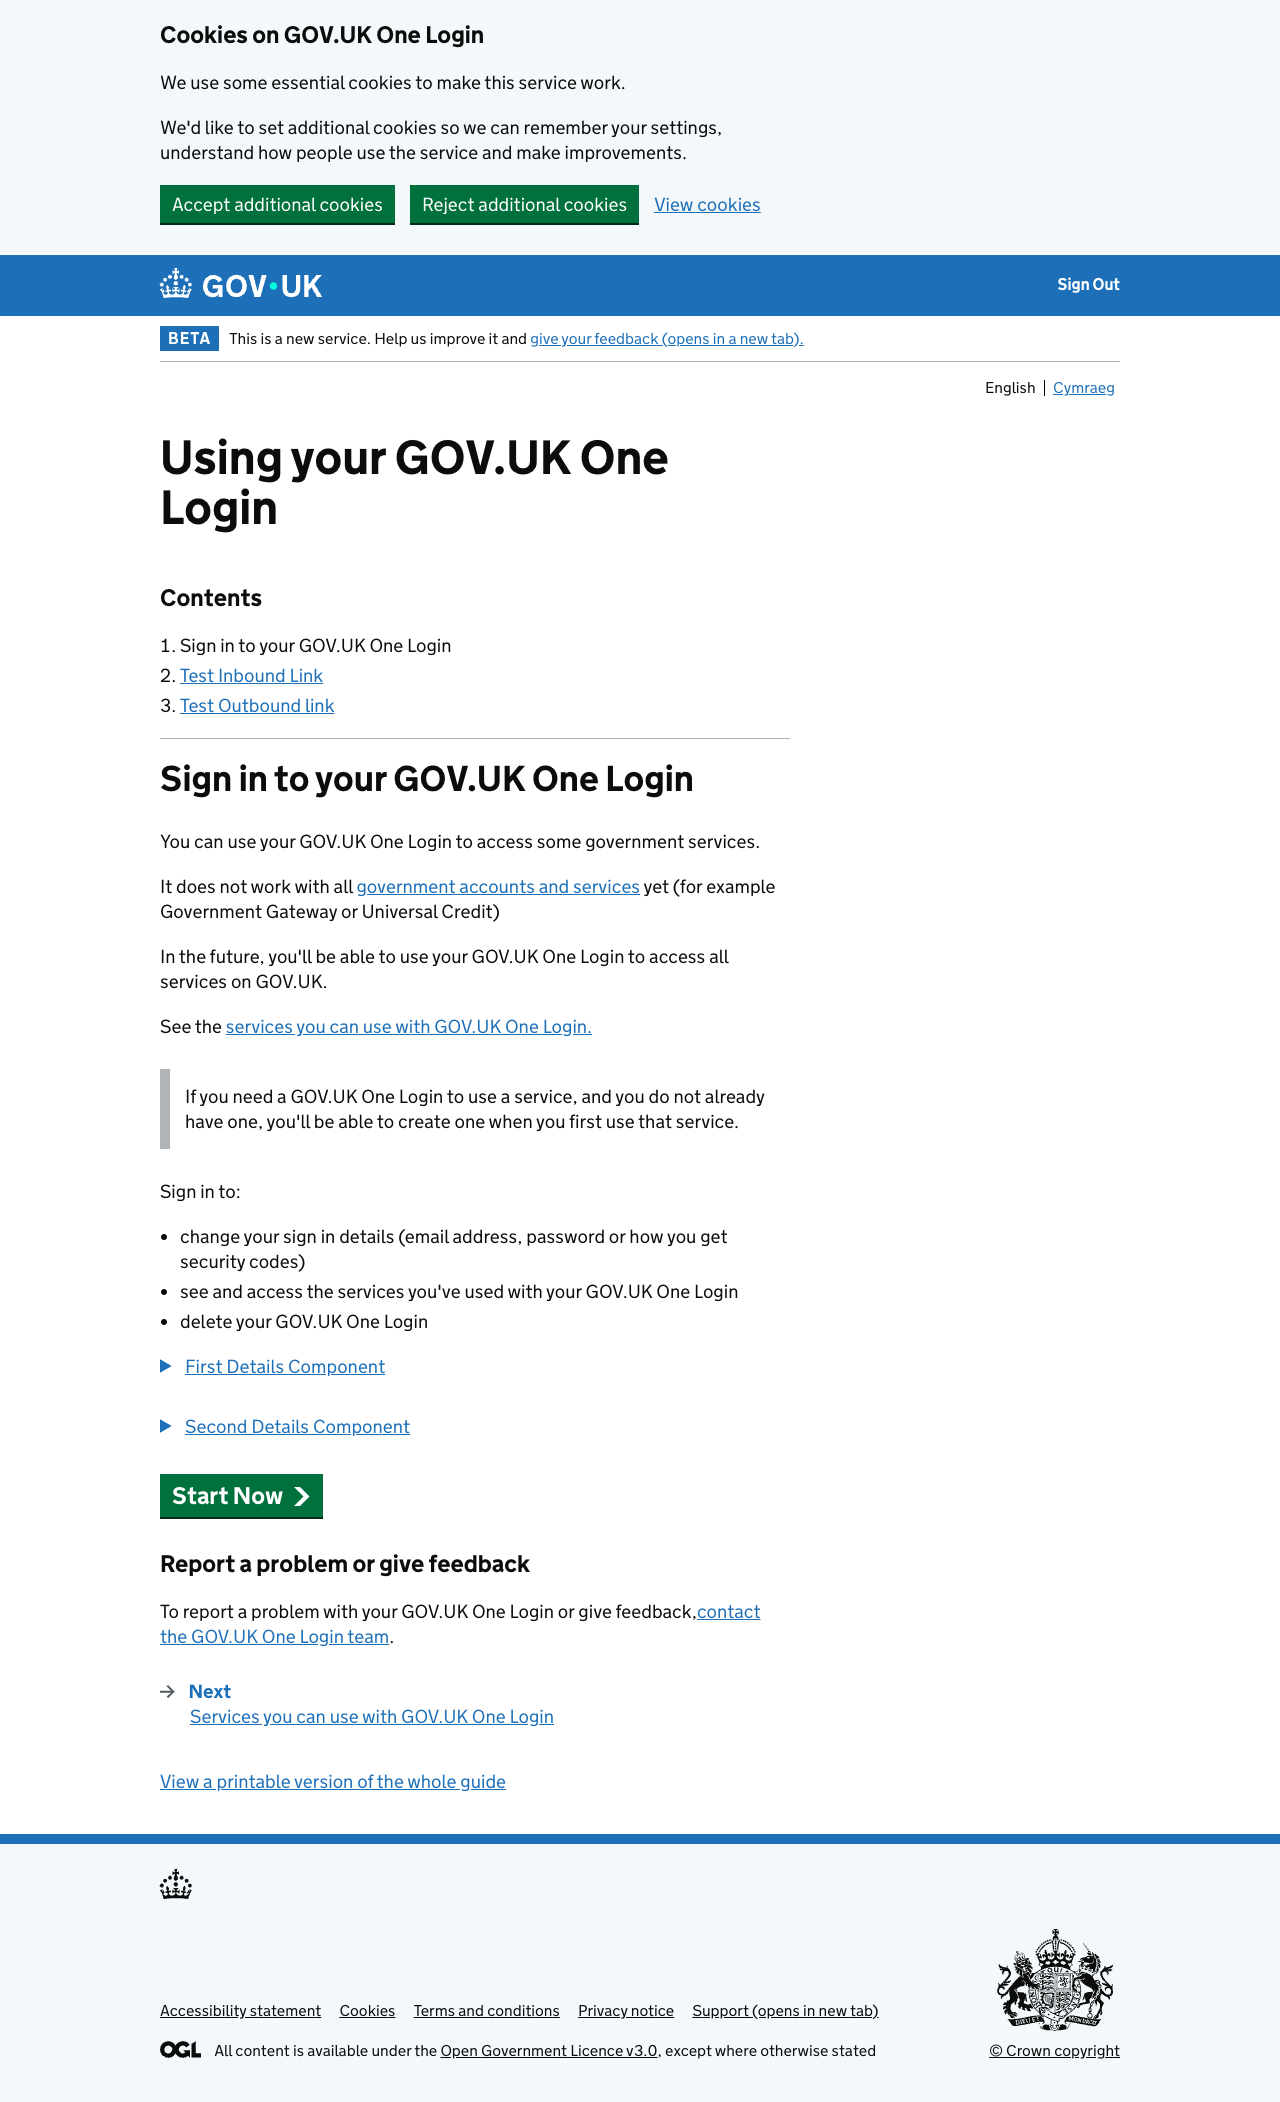 Cookies on GOV.UK One Login
We use some essential cookies to make this service work.
We'd like to set additional cookies so we can remember your settings,
understand how people use the service and make improvements.
Accept additional cookies Reject additional cookies View cookies
GOV.UK Sign Out
BETA This is a new service. Help us improve it and give your feedback (opens in a new tab).
English Cymraeg
Using your GOV.UK One
Login
Contents
1. Sign in to your GOV.UK One Login
2. Test Inbound Link
3. Test Outbound link
Sign in to your GOV.UK One Login
You can use your GOV.UK One Login to access some government services.
It does not work with all government accounts and services yet (for example
Government Gateway or Universal Credit)
In the future, you'll be able to use your GOV.UK One Login to access all
services on GOV.UK.
See the services you can use with GOV.UK One Login.
If you need a GOV.UK One Login to use a service, and you do not already
have one, you'll be able to create one when you first use that service.
Sign in to:
• change your sign in details (email address, password or how you get
security codes)
• see and access the services you've used with your GOV.UK One Login
• delete your GOV.UK One Login
First Details Component
Second Details Component
Start Now
Report a problem or give feedback
To report a problem with your GOV.UK One Login or give feedback,contact
the GOV.UK One Login team.
Next
Services you can use with GOV.UK One Login
View a printable version of the whole guide
Accessibility statement Cookies Terms and conditions Privacy notice Support (opens in new tab)
OGL All content is available under the Open Government Licence v3.0, except where otherwise stated
© Crown copyright